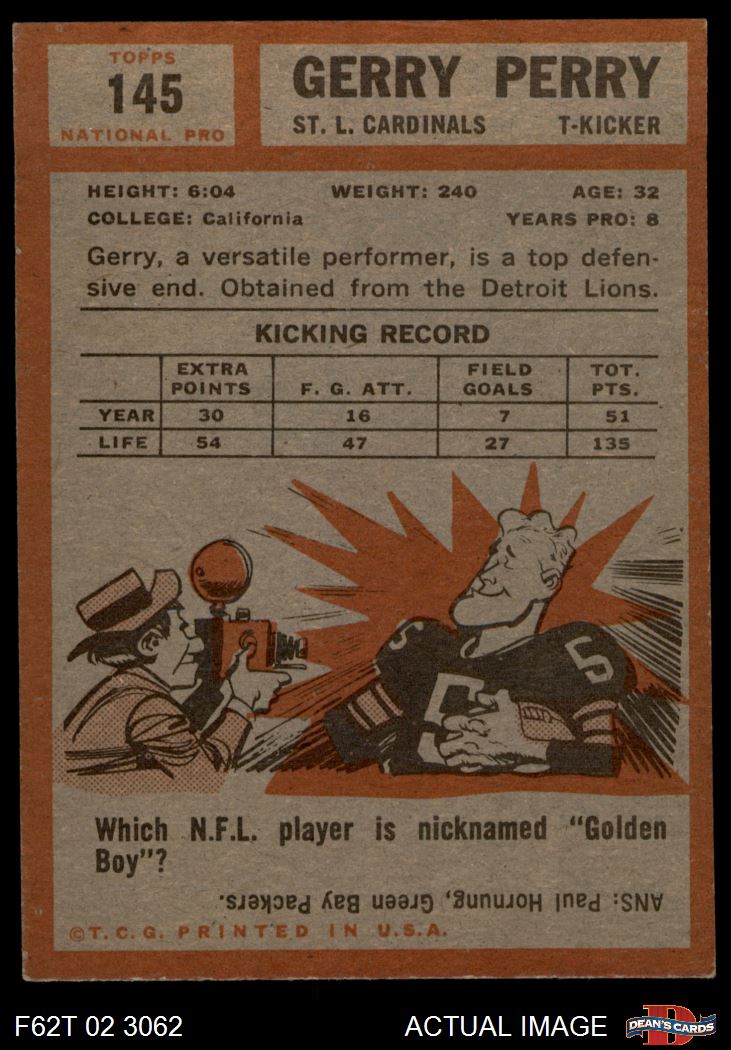 TOPPS
145
NATIONAL PRO
GERRY PERRY
ST. L. CARDINALS T-KICKER
HEIGHT: 6:04 WEIGHT: 240 AGE: 32
COLLEGE: California YEARS PRO: 8
Gerry, a versatile performer, is a top defen-
sive end. Obtained from the Detroit Lions.
KICKING RECORD
EXTRA POINTS F. G. ATT. FIELD GOALS TOT. PTS.
YEAR 30 16 7 51
LIFE 54 47 27 135
5
5
Which N.F.L. player is nicknamed "Golden
Boy"?
ANS: Paul Hornung, Green Bay Packers.
©T.C.G. PRINTED IN U.S.A.
F62T 02 3062 ACTUAL IMAGE
D
DEAN'S CARDS